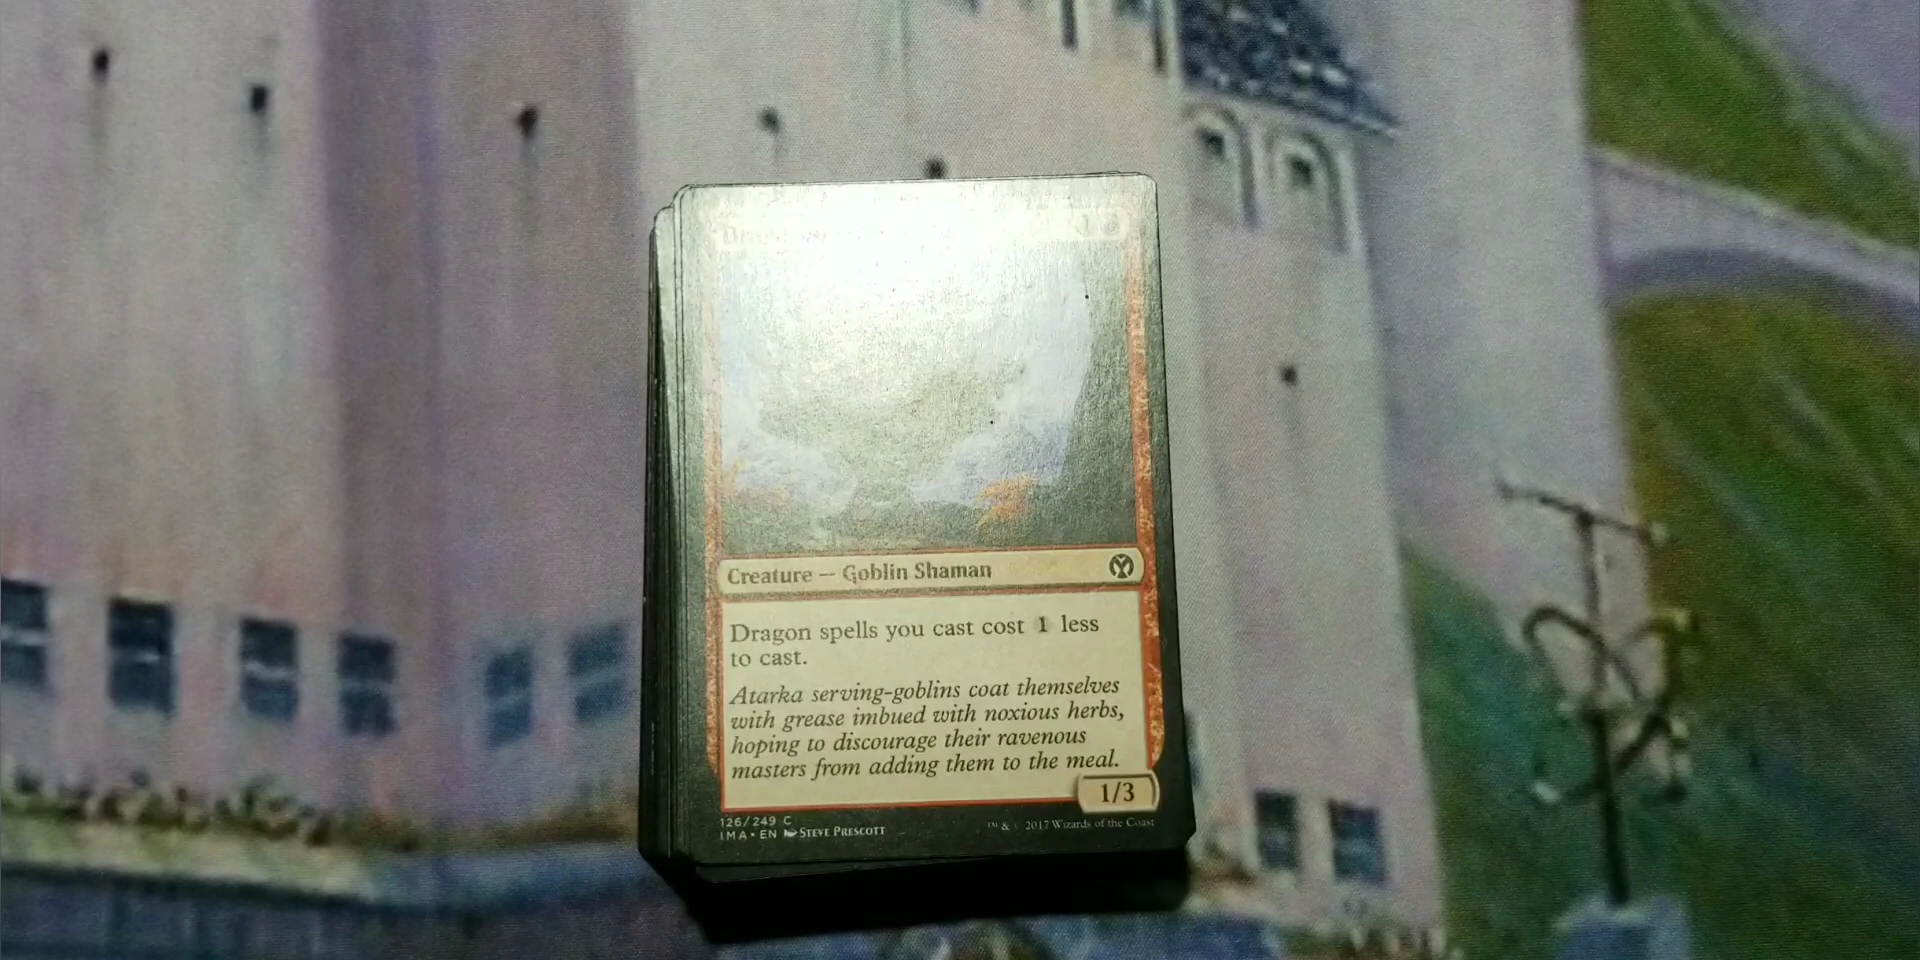 Creature — Goblin Shaman
Dragon spells you cast cost 1 less
to cast.
Atarka serving-goblins coat themselves
with grease imbued with noxious herbs,
hoping to discourage their ravenous
masters from adding them to the meal.
1/3
126/249 C
IMA • EN Steve Prescott
™ & © 2017 Wizards of the Coast